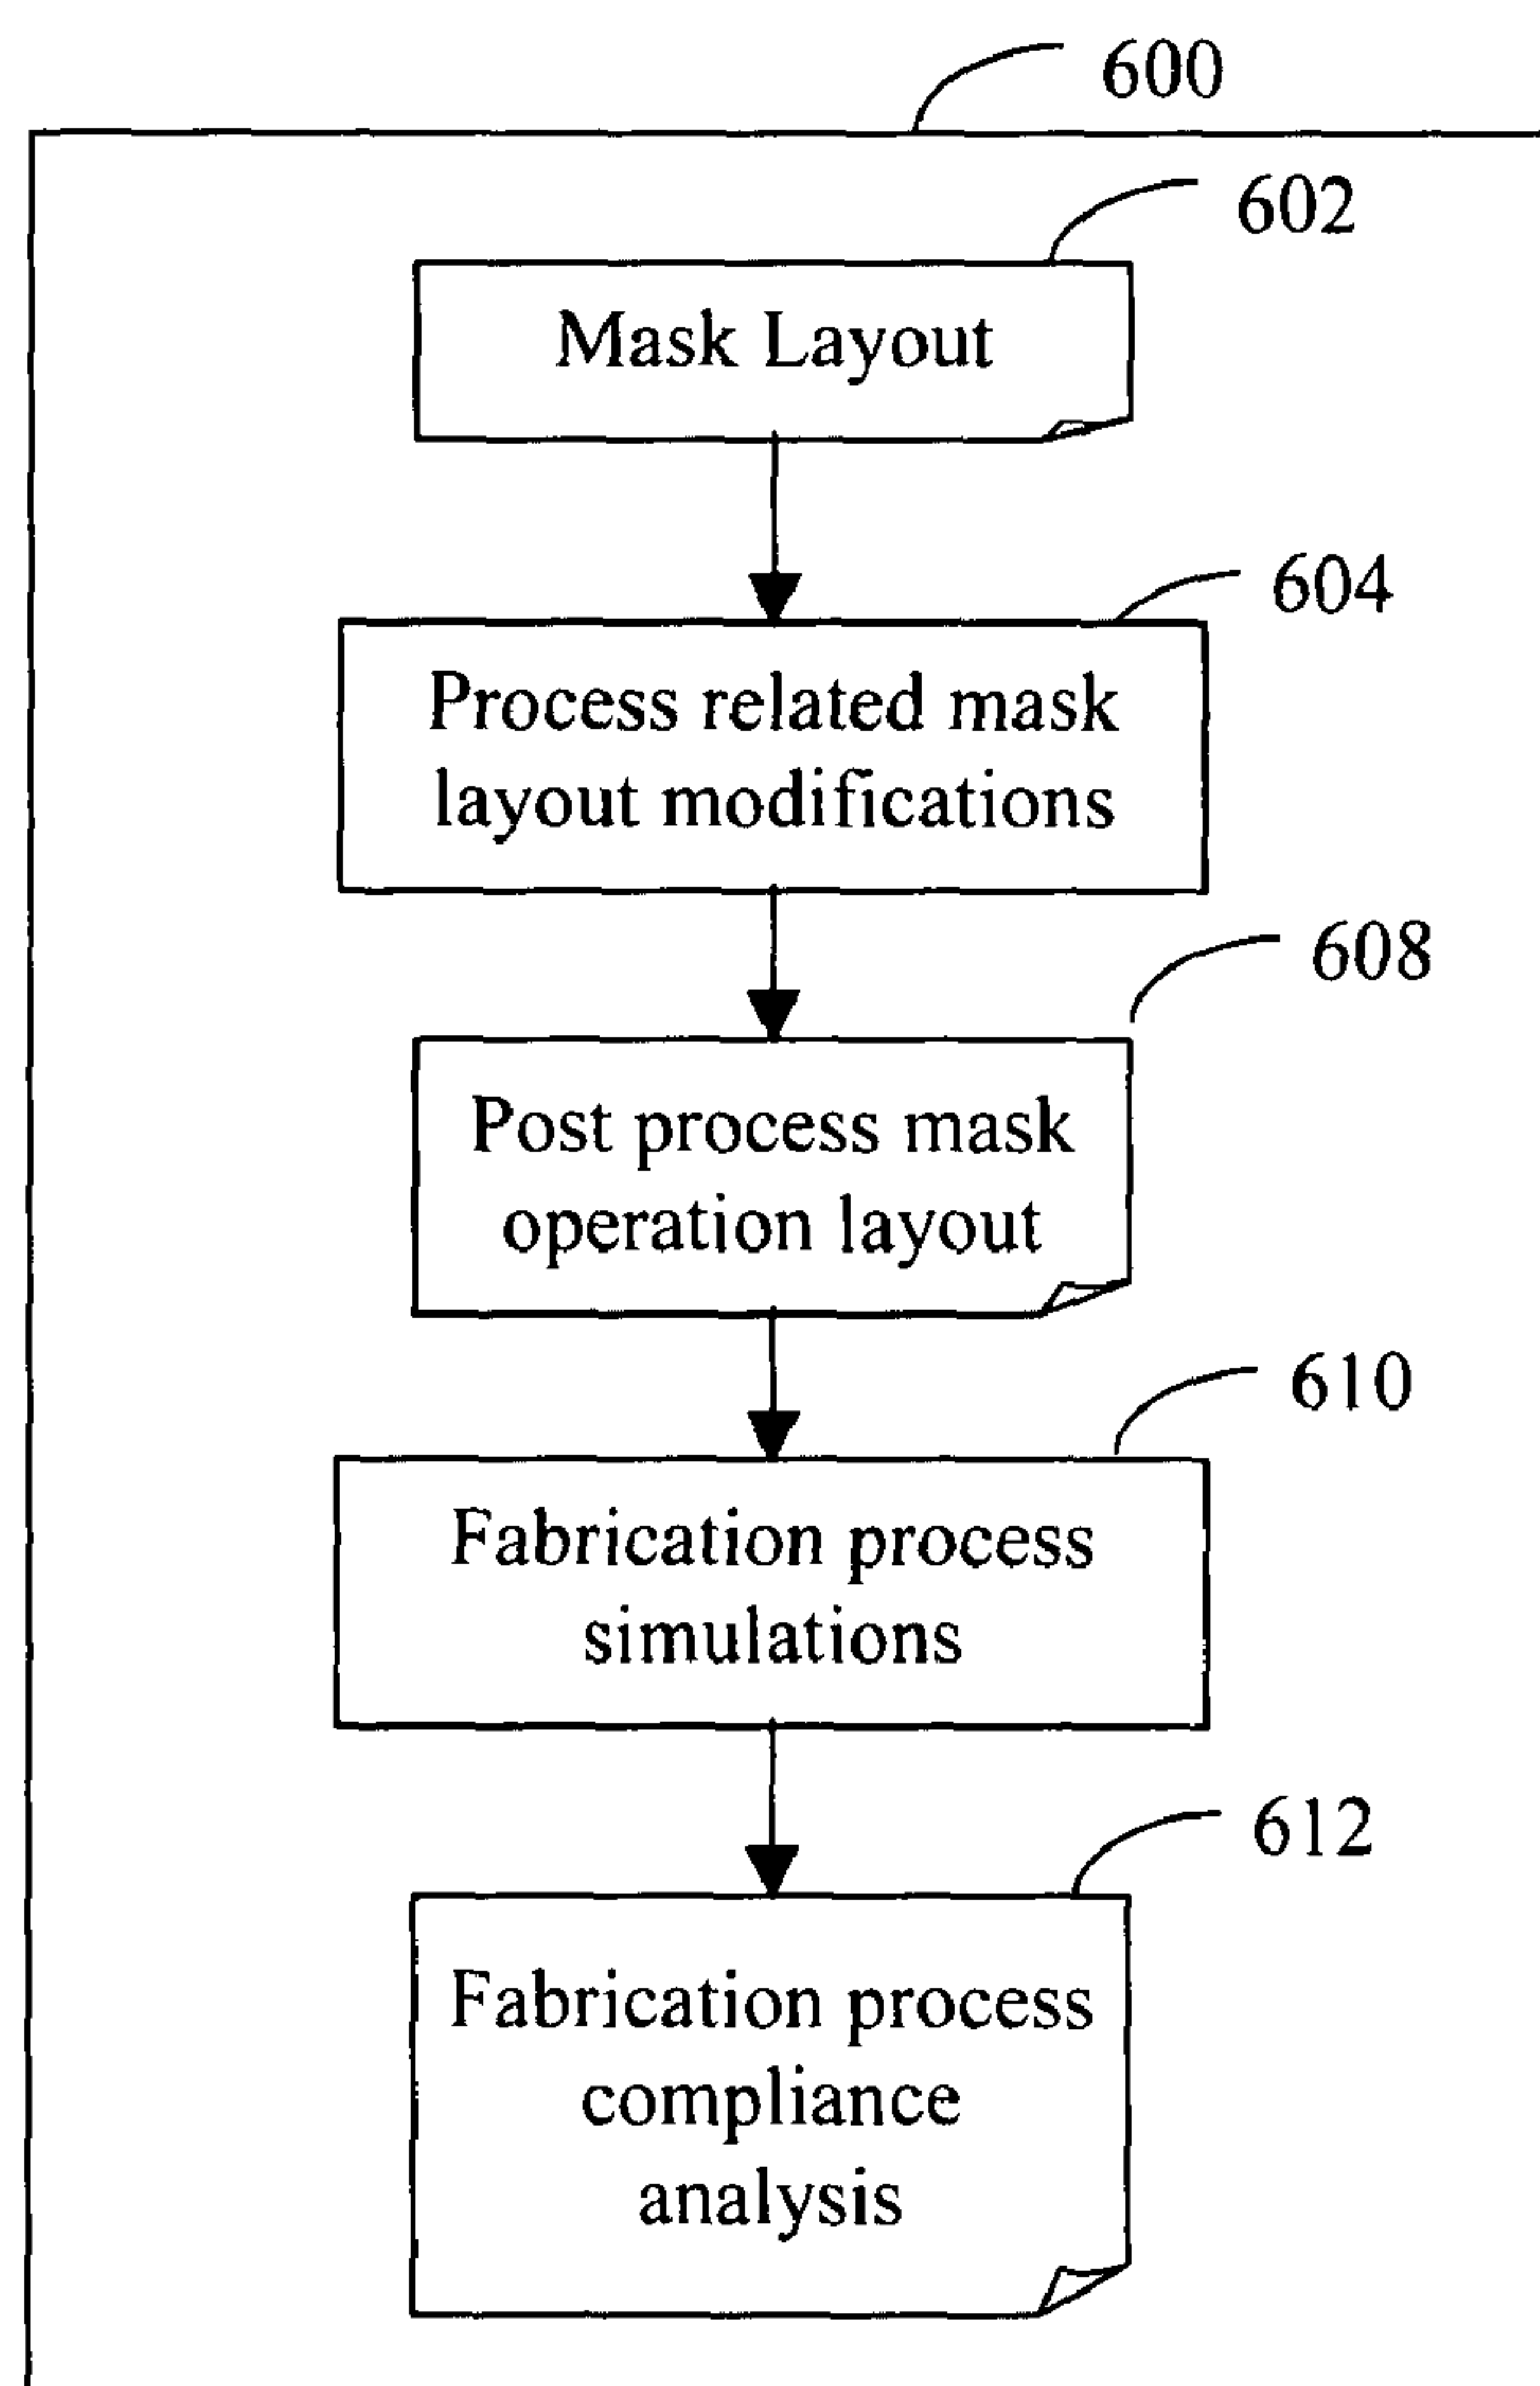 600
602
Mask Layout
604
Process related mask
layout modifications
608
Post process mask
operation layout
610
Fabrication process
simulations
612
Fabrication process
compliance
analysis